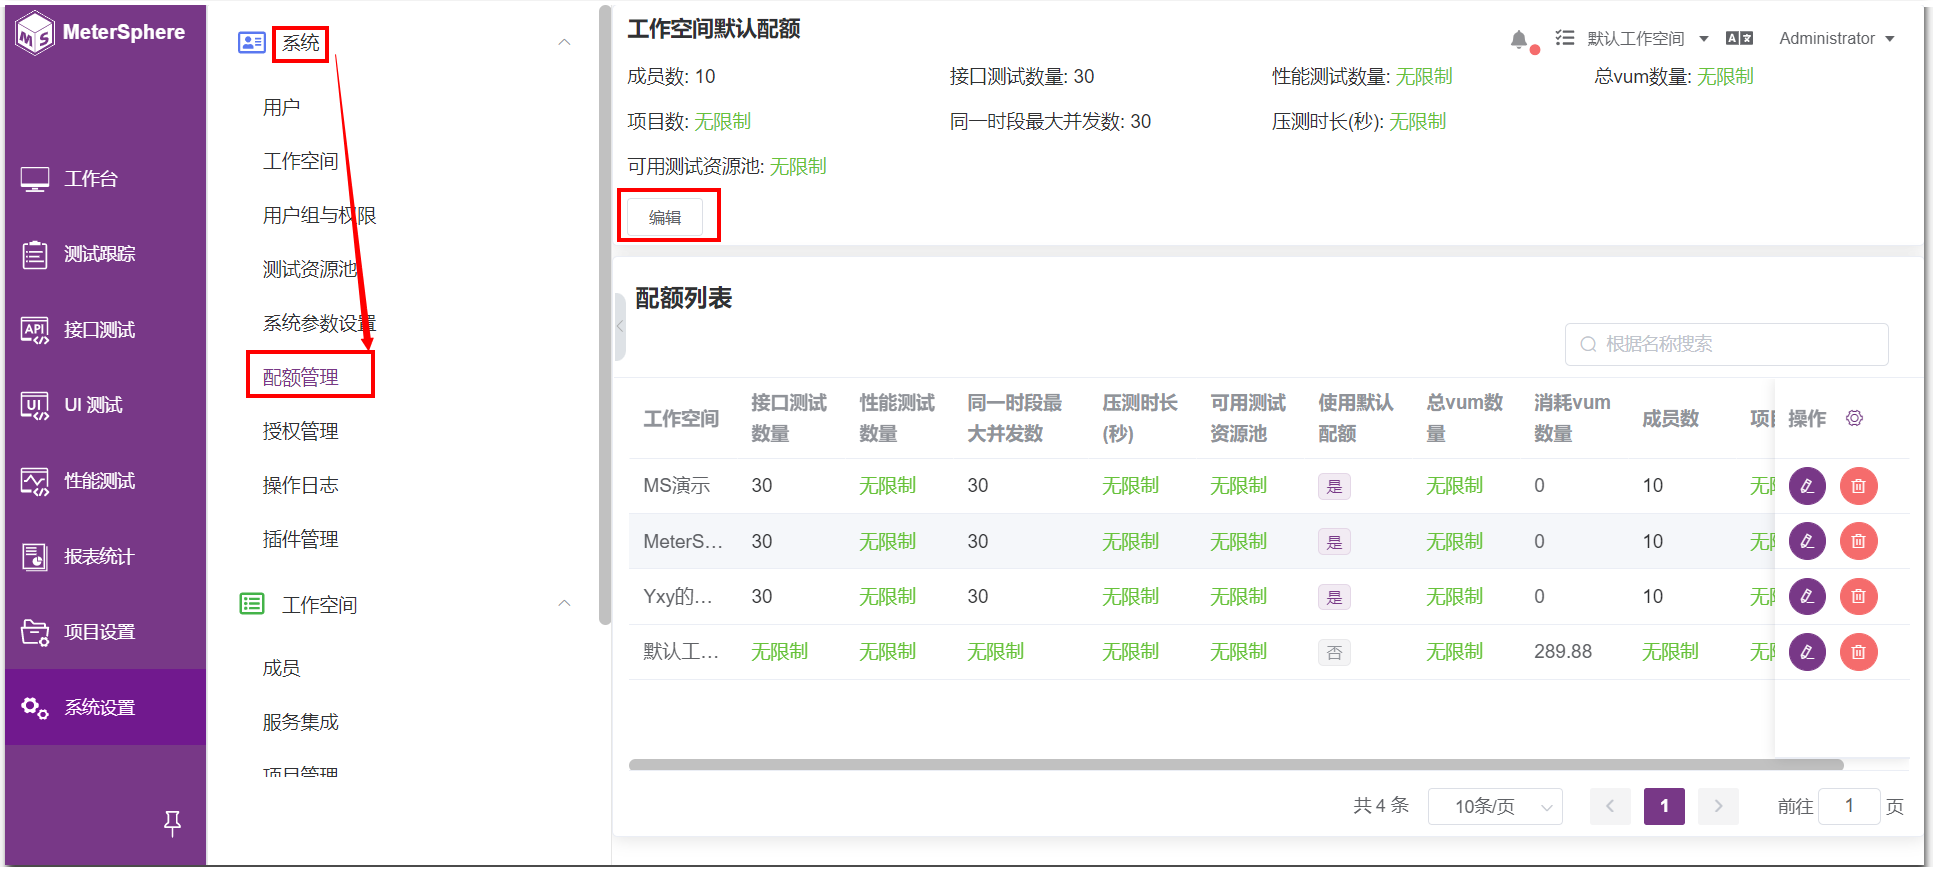 MeterSphere
工作台
测试跟踪
接口测试
UI 测试
性能测试
报表统计
项目设置
系统设置
系统
用户
工作空间
用户组与权限
测试资源池
系统参数设置
配额管理
授权管理
操作日志
插件管理
工作空间
成员
服务集成
项目管理
工作空间默认配额
默认工作空间
Administrator
成员数: 10 接口测试数量: 30 性能测试数量: 无限制 总vum数量: 无限制
项目数: 无限制 同一时段最大并发数: 30 压测时长(秒): 无限制
可用测试资源池: 无限制
编辑
配额列表
根据名称搜索
工作空间 接口测试数量 性能测试数量 同一时段最大并发数 压测时长(秒) 可用测试资源池 使用默认配额 总vum数量 消耗vum数量 成员数 项目 操作
MS演示 30 无限制 30 无限制 无限制 是 无限制 0 10 无限
MeterS... 30 无限制 30 无限制 无限制 是 无限制 0 10 无限
Yxy的... 30 无限制 30 无限制 无限制 是 无限制 0 10 无限
默认工... 无限制 无限制 无限制 无限制 无限制 否 无限制 289.88 无限制 无限
共 4 条 10条/页 1 前往 1 页